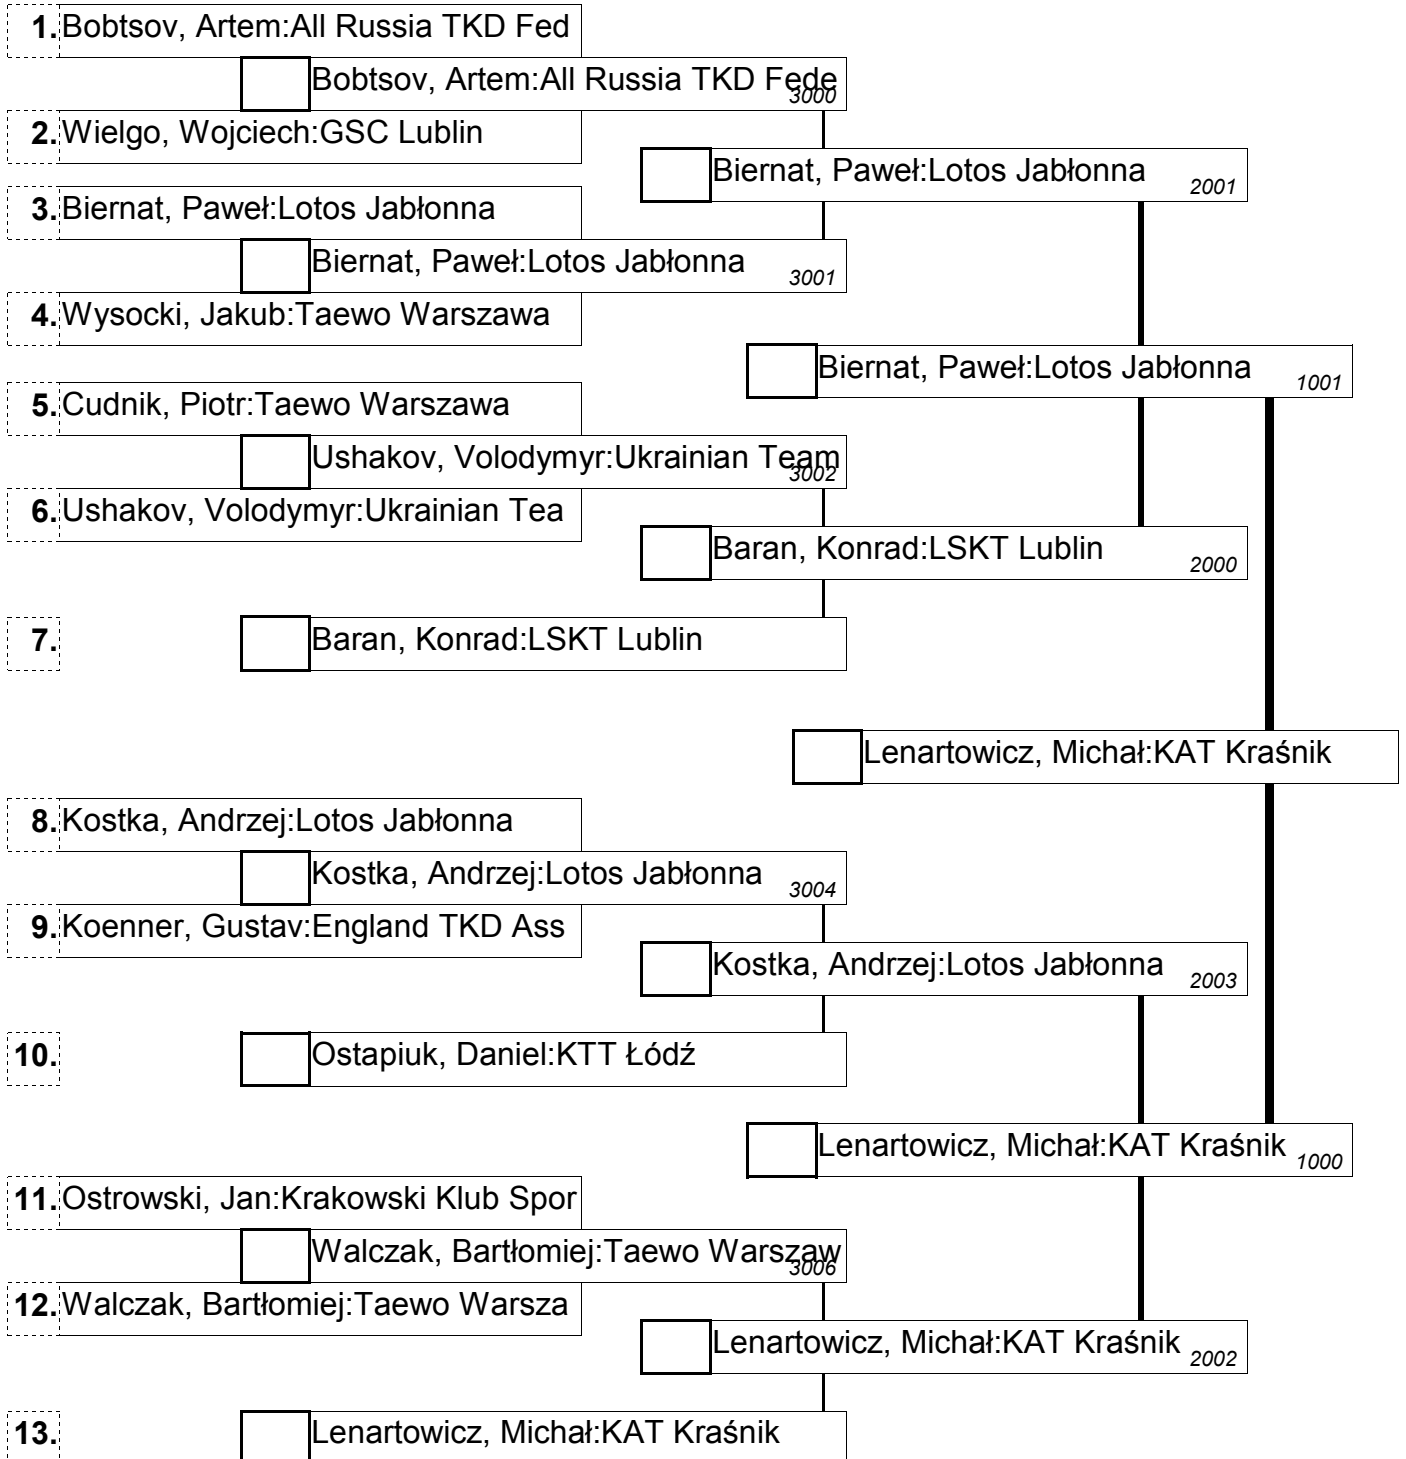 1. Bobtsov, Artem:All Russia TKD Fed
Bobtsov, Artem:All Russia TKD Fede
3000
2. Wielgo, Wojciech:GSC Lublin
Biernat, Paweł:Lotos Jabłonna 2001
3. Biernat, Paweł:Lotos Jabłonna
Biernat, Paweł:Lotos Jabłonna 3001
4. Wysocki, Jakub:Taewo Warszawa
Biernat, Paweł:Lotos Jabłonna 1001
5. Cudnik, Piotr:Taewo Warszawa
Ushakov, Volodymyr:Ukrainian Team
3002
6. Ushakov, Volodymyr:Ukrainian Tea
Baran, Konrad:LSKT Lublin 2000
7. Baran, Konrad:LSKT Lublin
Lenartowicz, Michał:KAT Kraśnik
8. Kostka, Andrzej:Lotos Jabłonna
Kostka, Andrzej:Lotos Jabłonna 3004
9. Koenner, Gustav:England TKD Ass
Kostka, Andrzej:Lotos Jabłonna 2003
10. Ostapiuk, Daniel:KTT Łódź
Lenartowicz, Michał:KAT Kraśnik 1000
11. Ostrowski, Jan:Krakowski Klub Spor
Walczak, Bartłomiej:Taewo Warszaw
3006
12. Walczak, Bartłomiej:Taewo Warsza
Lenartowicz, Michał:KAT Kraśnik 2002
13. Lenartowicz, Michał:KAT Kraśnik